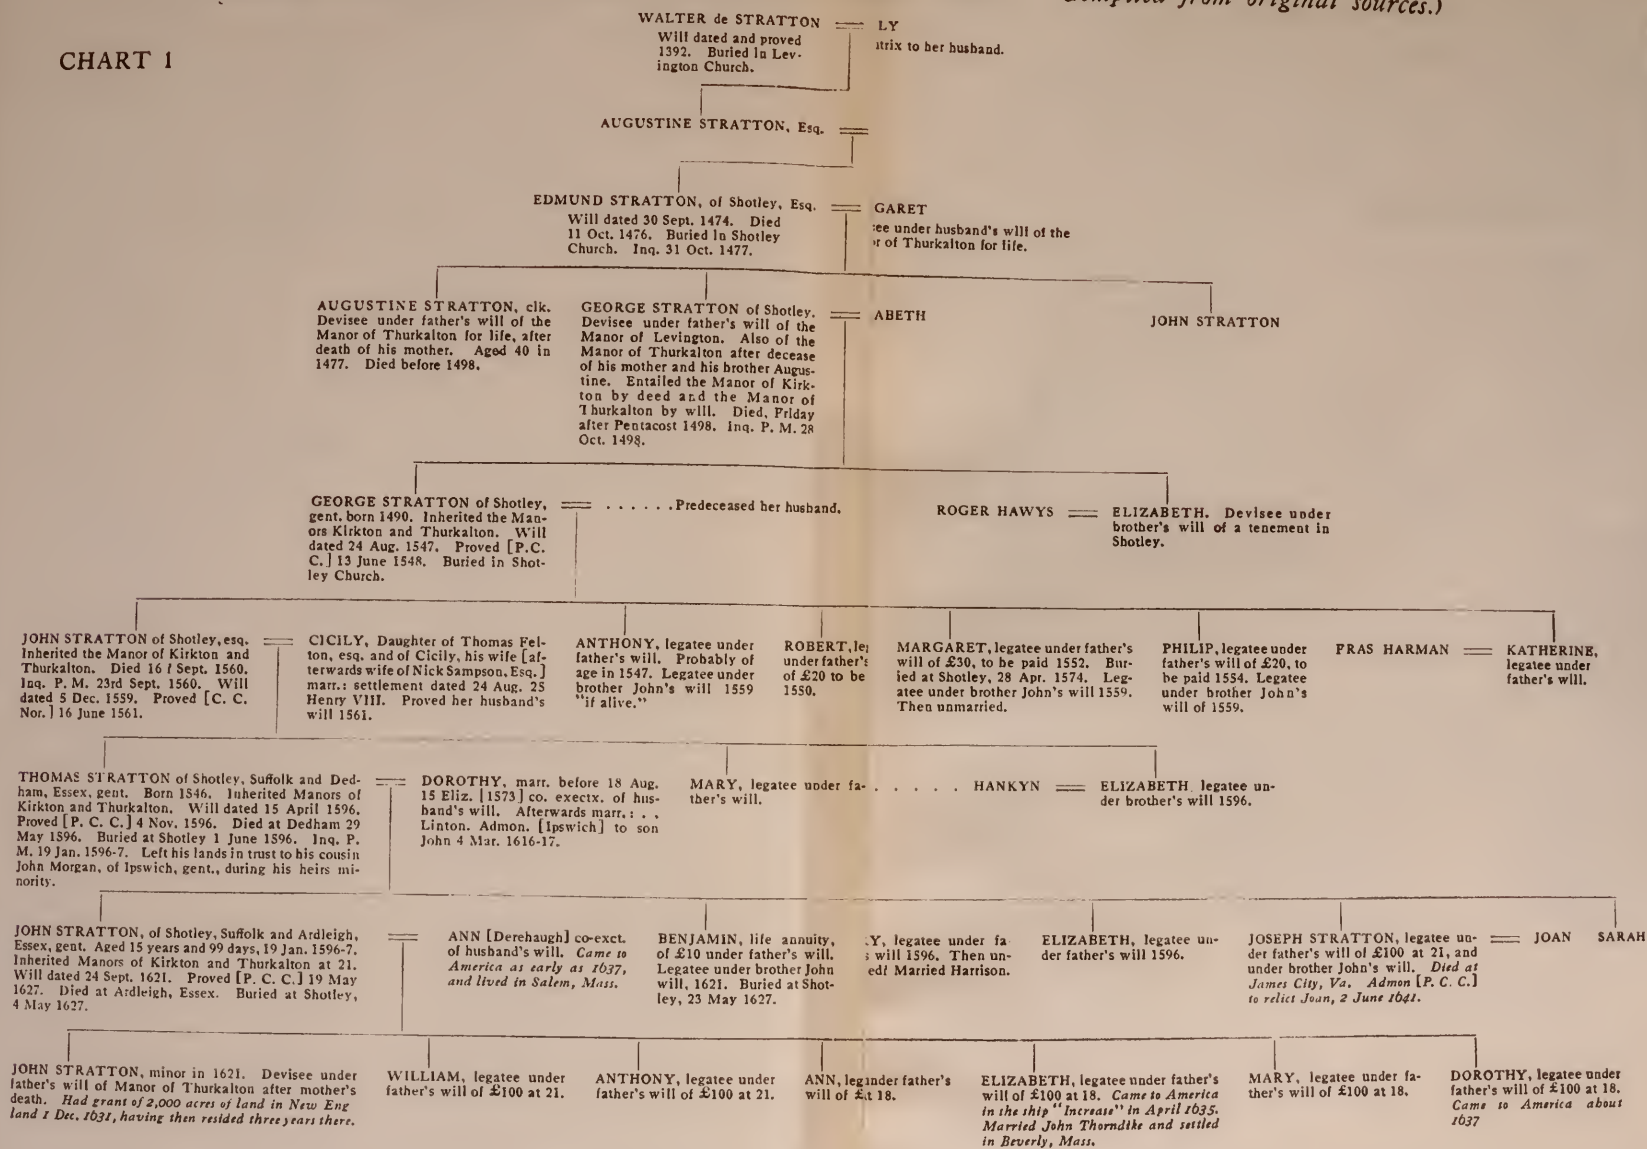 Compiled from original sources.)
CHART 1
WALTER de STRATTON
Will dated and proved
1392. Buried in Lev-
ington Church.
LY
itrix to her husband.
AUGUSTINE STRATTON, Esq.
EDMUND STRATTON, of Shotley, Esq.
Will dated 30 Sept. 1474. Died
11 Oct. 1476. Buried in Shotley
Church. Inq. 31 Oct. 1477.
GARET
ee under husband's will of the
r of Thurkalton for life.
AUGUSTINE STRATTON, clk.
Devisee under father's will of the
Manor of Thurkalton for life, after
death of his mother. Aged 40 in
1477. Died before 1498.
GEORGE STRATTON of Shotley.
Devisee under father's will of the
Manor of Levington. Also of the
Manor of Thurkalton after decease
of his mother and his brother Augus-
tine. Entailed the Manor of Kirk-
ton by deed and the Manor of
Thurkalton by will. Died, Friday
after Pentacost 1498. Inq. P. M. 28
Oct. 1498.
ABETH
JOHN STRATTON
GEORGE STRATTON of Shotley,
gent. born 1490. Inherited the Man-
ors Kirkton and Thurkalton. Will
dated 24 Aug. 1547. Proved [P.C.
C.] 13 June 1548. Buried in Shot-
ley Church.
. . . . . . Predeceased her husband.
ROGER HAWYS
ELIZABETH. Devisee under
brother's will of a tenement in
Shotley.
JOHN STRATTON of Shotley, esq.
Inherited the Manor of Kirkton and
Thurkalton. Died 16 / Sept. 1560.
Inq. P. M. 23rd Sept. 1560. Will
dated 5 Dec. 1559. Proved [C. C.
Nor.] 16 June 1561.
CICILY, Daughter of Thomas Fel-
ton, esq. and of Cicily, his wife [af-
terwards wife of Nick Sampson, Esq.]
marr.: settlement dated 24 Aug. 25
Henry VIII. Proved her husband's
will 1561.
ANTHONY, legatee under
father's will. Probably of
age in 1547. Legatee under
brother John's will 1559
"if alive."
ROBERT, leg
under father's
of £20 to be
1550.
MARGARET, legatee under father's
will of £30, to be paid 1552. Bur-
ied at Shotley, 28 Apr. 1574. Leg-
atee under brother John's will 1559.
Then unmarried.
PHILIP, legatee under
father's will of £20, to
be paid 1554. Legatee
under brother John's
will of 1559.
FRAS HARMAN
KATHERINE,
legatee under
father's will.
THOMAS STRATTON of Shotley, Suffolk and Ded-
ham, Essex, gent. Born 1546. Inherited Manors of
Kirkton and Thurkalton. Will dated 15 April 1596.
Proved [P. C. C.] 4 Nov. 1596. Died at Dedham 29
May 1596. Buried at Shotley 1 June 1596. Inq. P.
M. 19 Jan. 1596-7. Left his lands in trust to his cousin
John Morgan, of Ipswich, gent., during his heirs mi-
nority.
DOROTHY, marr. before 18 Aug.
15 Eliz. [1573] co. exectx. of hus-
band's will. Afterwards marr.: . .
Linton. Admon. [Ipswich] to son
John 4 Mar. 1616-17.
MARY, legatee under fa-
ther's will.
. . . . . HANKYN
ELIZABETH legatee un-
der brother's will 1596.
JOHN STRATTON, of Shotley, Suffolk and Ardleigh,
Essex, gent. Aged 15 years and 99 days, 19 Jan. 1596-7.
Inherited Manors of Kirkton and Thurkalton at 21.
Will dated 24 Sept. 1621. Proved [P. C. C.] 19 May
1627. Died at Ardleigh, Essex. Buried at Shotley,
4 May 1627.
ANN [Derehaugh] co-exct.
of husband's will. Came to
America as early as 1637,
and lived in Salem, Mass.
BENJAMIN, life annuity,
of £10 under father's will.
Legatee under brother John
will, 1621. Buried at Shot-
ley, 23 May 1627.
Y, legatee under fa
s will 1596. Then un-
ed! Married Harrison.
ELIZABETH, legatee un-
der father's will 1596.
JOSEPH STRATTON, legatee un-
der father's will of £100 at 21, and
under brother John's will. Died at
James City, Va. Admon [P. C. C.]
to relict Joan, 2 June 1641.
JOAN
SARAH
JOHN STRATTON, minor in 1621. Devisee under
father's will of Manor of Thurkalton after mother's
death. Had grant of 2,000 acres of land in New Eng
land 1 Dec. 1631, having then resided three years there.
WILLIAM, legatee under
father's will of £100 at 21.
ANTHONY, legatee under
father's will of £100 at 21.
ANN, leg nder father's
will of £ t 18.
ELIZABETH, legatee under father's
will of £100 at 18. Came to America
in the ship "Increase" in April 1635.
Married John Thorndike and settled
in Beverly, Mass.
MARY, legatee under fa-
ther's will of £100 at 18.
DOROTHY, legatee under
father's will of £100 at 18.
Came to America about
1637